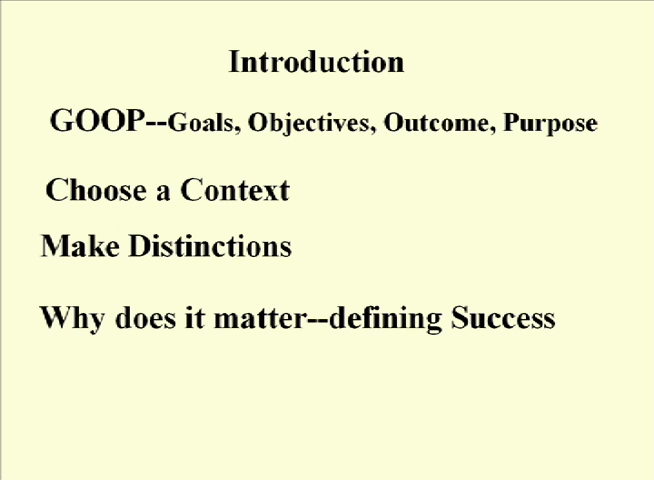 Introduction
GOOP--Goals, Objectives, Outcome, Purpose
Choose a Context
Make Distinctions
Why does it matter--defining Success